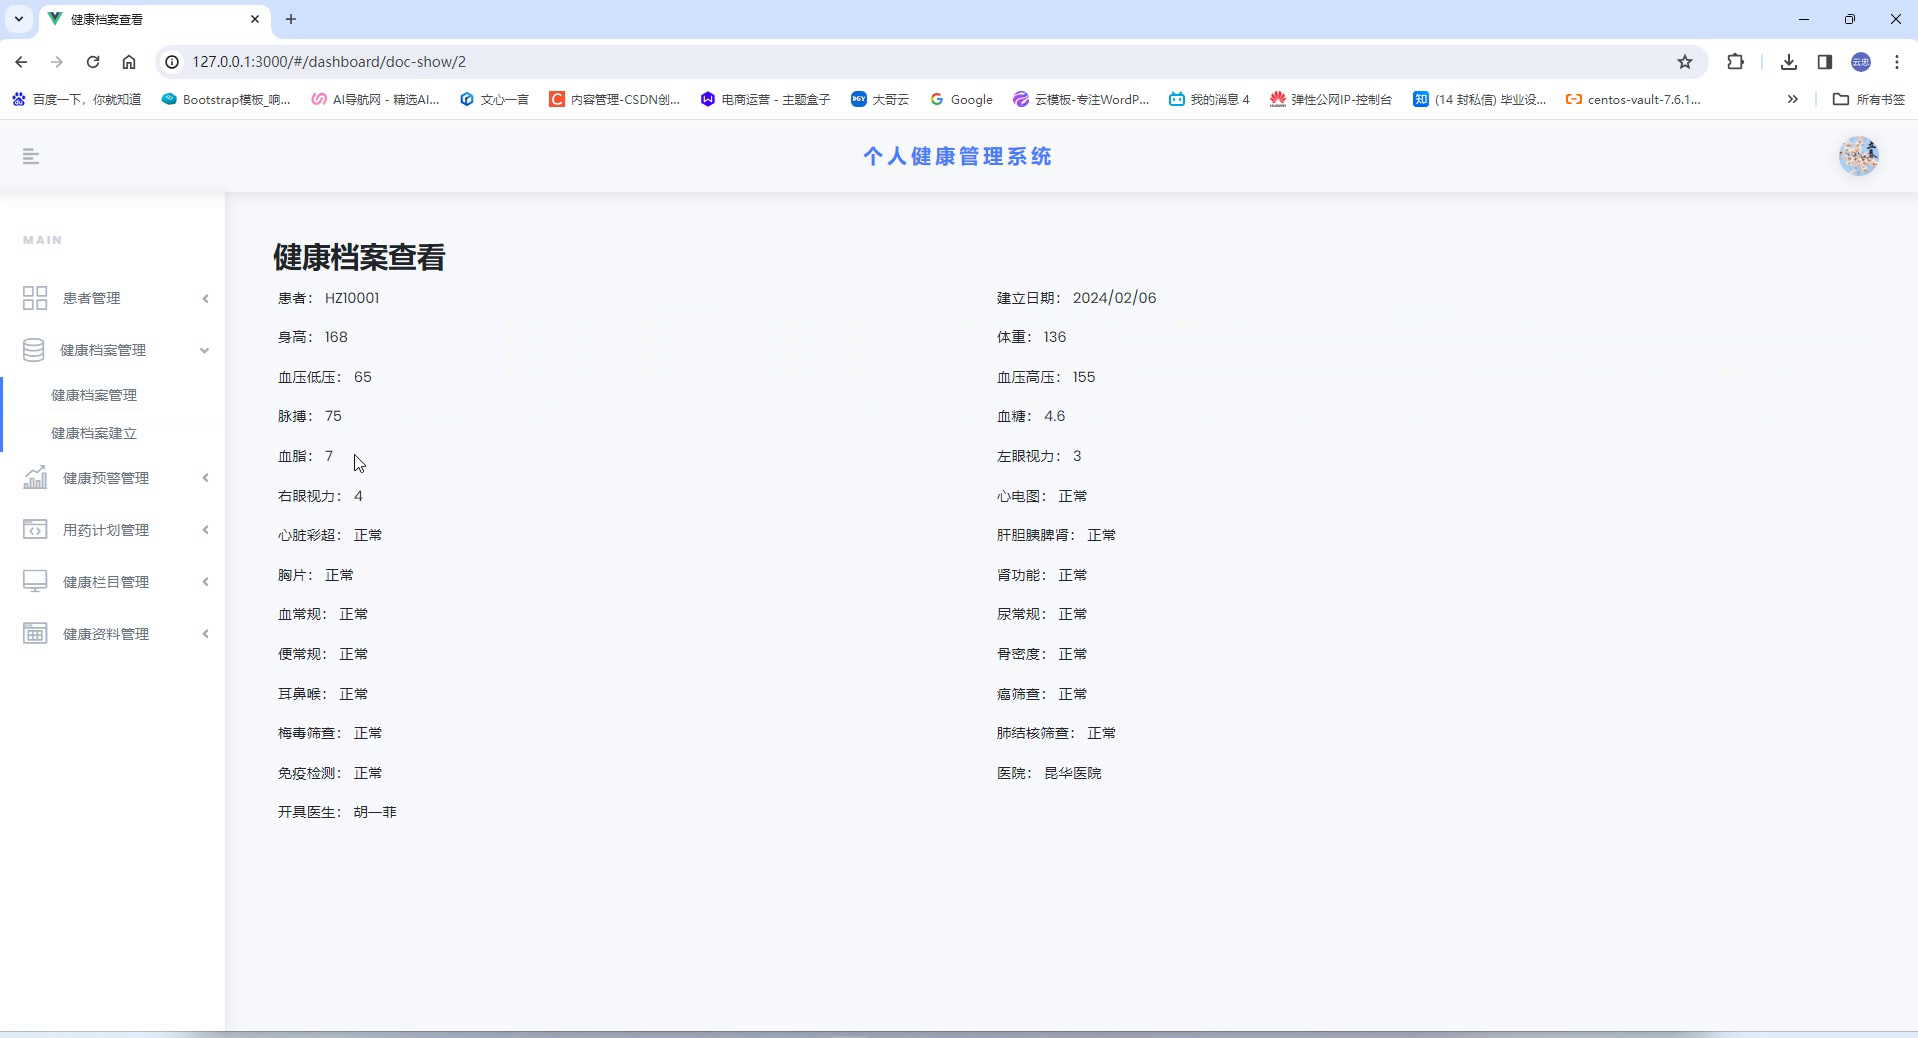 健康档案查看
127.0.0.1:3000/#/dashboard/doc-show/2
云忠
百度一下，你就知道
Bootstrap模板_响...
AI导航网 - 精选AI...
文心一言
内容管理-CSDN创...
电商运营 - 主题盒子
大哥云
Google
云模板-专注WordP...
我的消息 4
弹性公网IP-控制台
(14 封私信) 毕业设...
centos-vault-7.6.1...
所有书签
个人健康管理系统
MAIN
患者管理
健康档案管理
健康档案管理
健康档案建立
健康预警管理
用药计划管理
健康栏目管理
健康资料管理
健康档案查看
患者： HZ10001
建立日期： 2024/02/06
身高： 168
体重： 136
血压低压： 65
血压高压： 155
脉搏： 75
血糖： 4.6
血脂： 7
左眼视力： 3
右眼视力： 4
心电图： 正常
心脏彩超： 正常
肝胆胰脾肾： 正常
胸片： 正常
肾功能： 正常
血常规： 正常
尿常规： 正常
便常规： 正常
骨密度： 正常
耳鼻喉： 正常
癌筛查： 正常
梅毒筛查： 正常
肺结核筛查： 正常
免疫检测： 正常
医院： 昆华医院
开具医生： 胡一菲